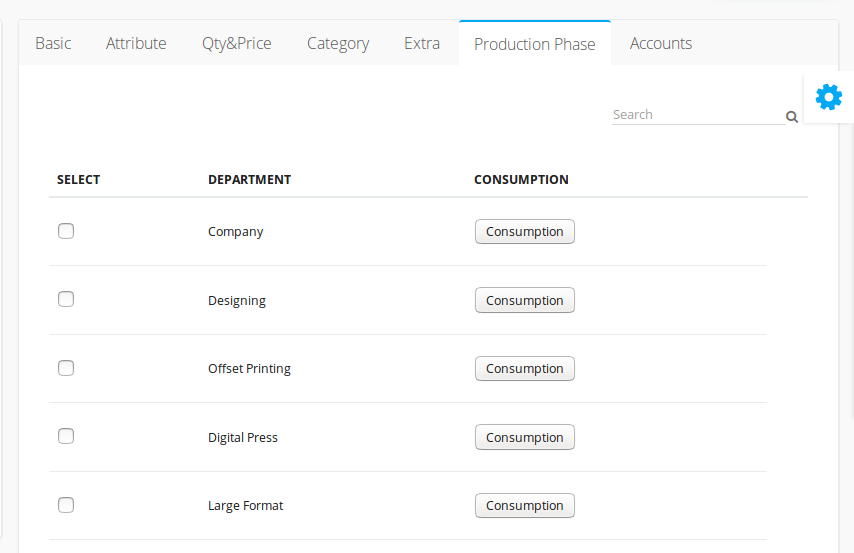 Basic Attribute Qty&Price Category Extra Production Phase Accounts
Search
SELECT DEPARTMENT CONSUMPTION
Company Consumption
Designing Consumption
Offset Printing Consumption
Digital Press Consumption
Large Format Consumption